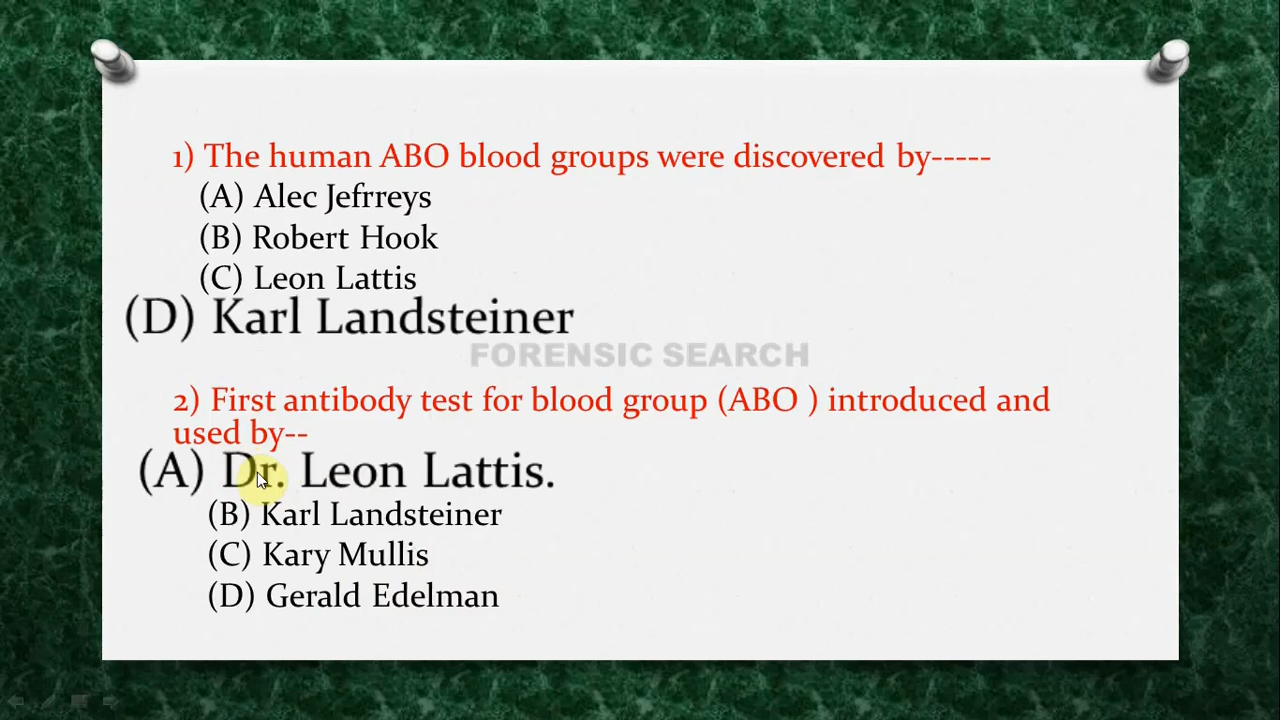 1) The human ABO blood groups were discovered by-----
(A) Alec Jefrreys
(B) Robert Hook
(C) Leon Lattis
(D) Karl Landsteiner
FORENSIC SEARCH
2) First antibody test for blood group (ABO ) introduced and
used by--
(A) Dr. Leon Lattis.
(B) Karl Landsteiner
(C) Kary Mullis
(D) Gerald Edelman